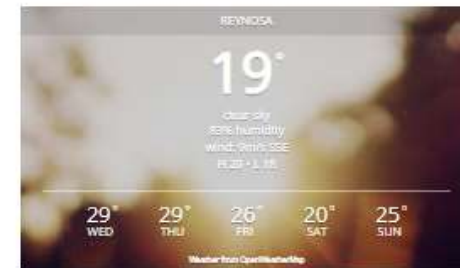 REYNOSA
19°
clear sky
83% humidity
wind: 9m/s SSE
29° 29° 26° 20° 25°
WED THU FRI SAT SUN
Weather from OpenWeatherMap